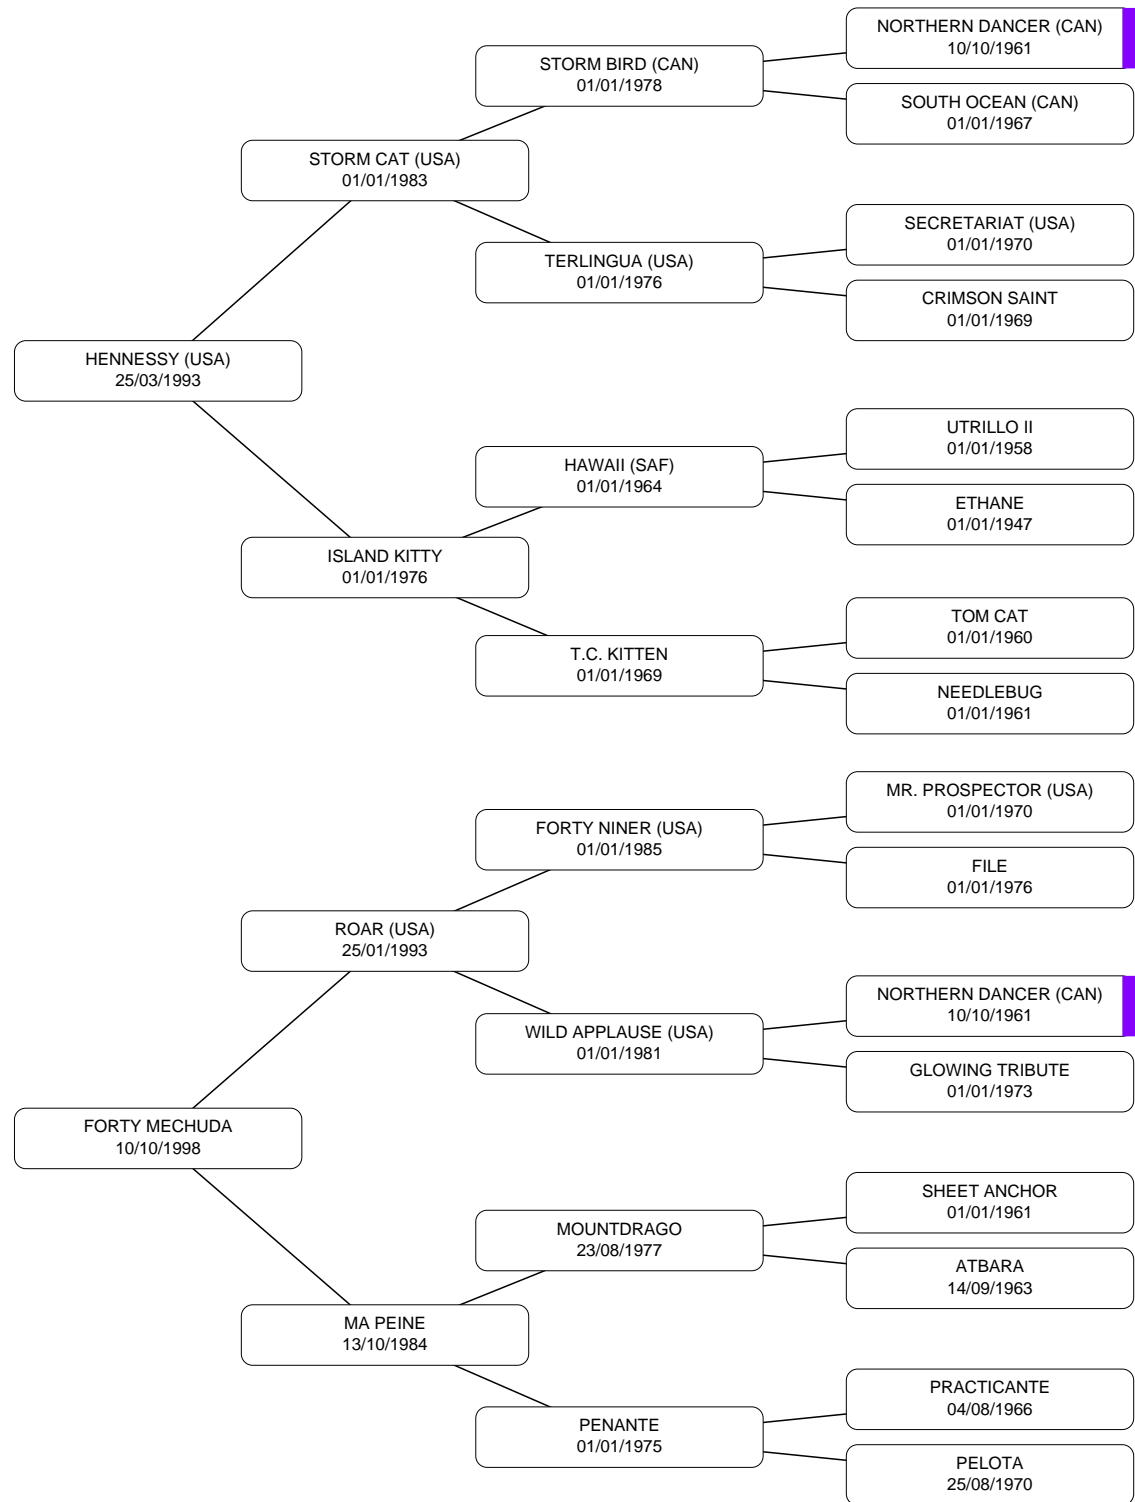 NORTHERN DANCER (CAN)
10/10/1961
STORM BIRD (CAN)
01/01/1978
SOUTH OCEAN (CAN)
01/01/1967
STORM CAT (USA)
01/01/1983
SECRETARIAT (USA)
01/01/1970
TERLINGUA (USA)
01/01/1976
CRIMSON SAINT
01/01/1969
HENNESSY (USA)
25/03/1993
UTRILLO II
01/01/1958
HAWAII (SAF)
01/01/1964
ETHANE
01/01/1947
ISLAND KITTY
01/01/1976
TOM CAT
01/01/1960
T.C. KITTEN
01/01/1969
NEEDLEBUG
01/01/1961
MR. PROSPECTOR (USA)
01/01/1970
FORTY NINER (USA)
01/01/1985
FILE
01/01/1976
ROAR (USA)
25/01/1993
NORTHERN DANCER (CAN)
10/10/1961
WILD APPLAUSE (USA)
01/01/1981
GLOWING TRIBUTE
01/01/1973
FORTY MECHUDA
10/10/1998
SHEET ANCHOR
01/01/1961
MOUNTDRAGO
23/08/1977
ATBARA
14/09/1963
MA PEINE
13/10/1984
PRACTICANTE
04/08/1966
PENANTE
01/01/1975
PELOTA
25/08/1970